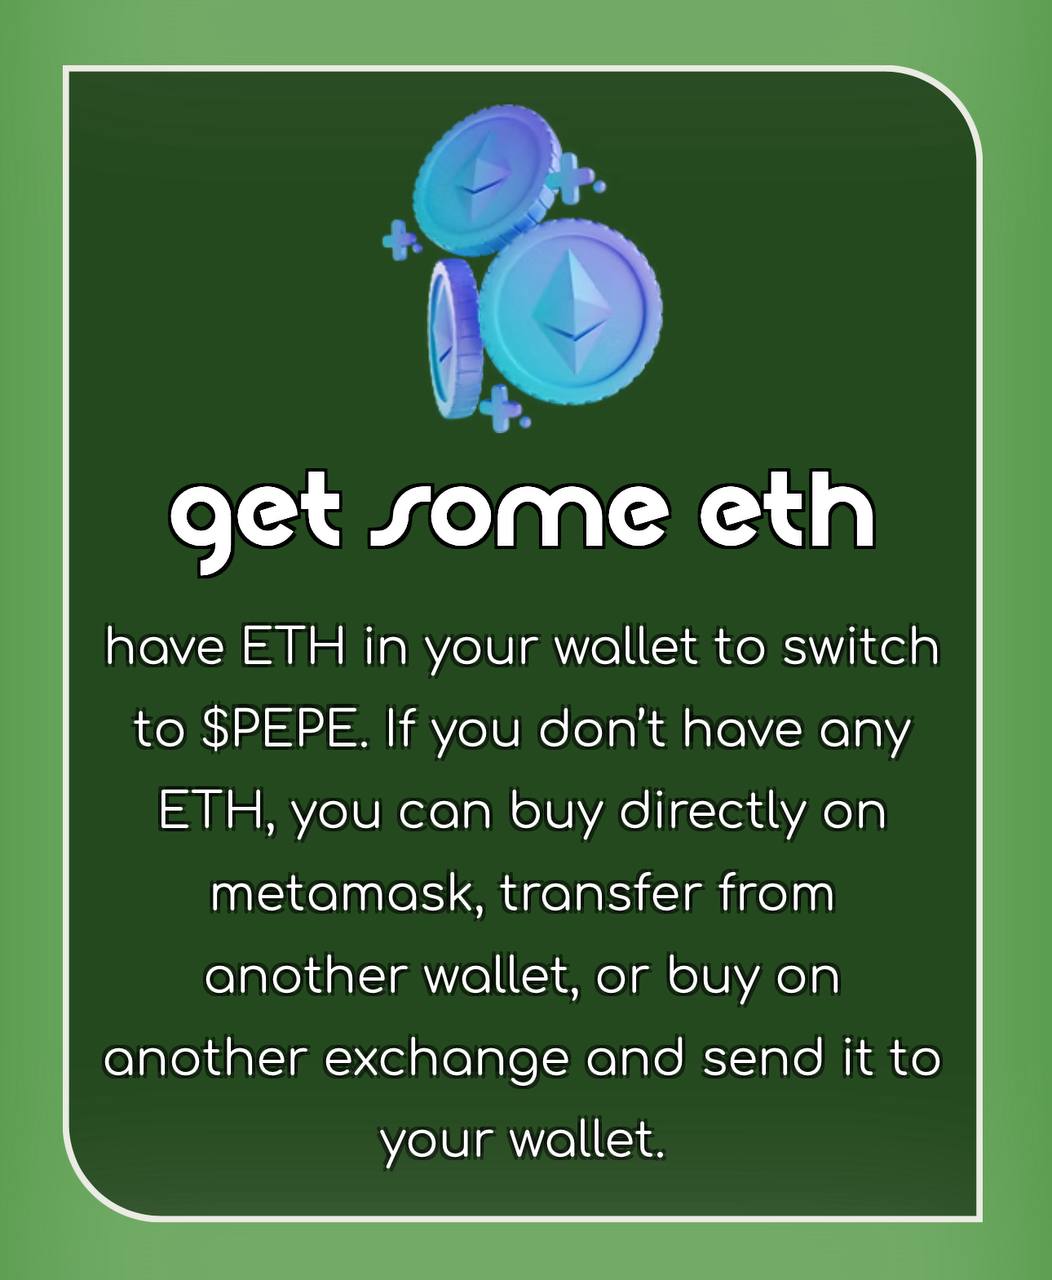 get some eth
have ETH in your wallet to switch
to $PEPE. If you don’t have any
ETH, you can buy directly on
metamask, transfer from
another wallet, or buy on
another exchange and send it to
your wallet.